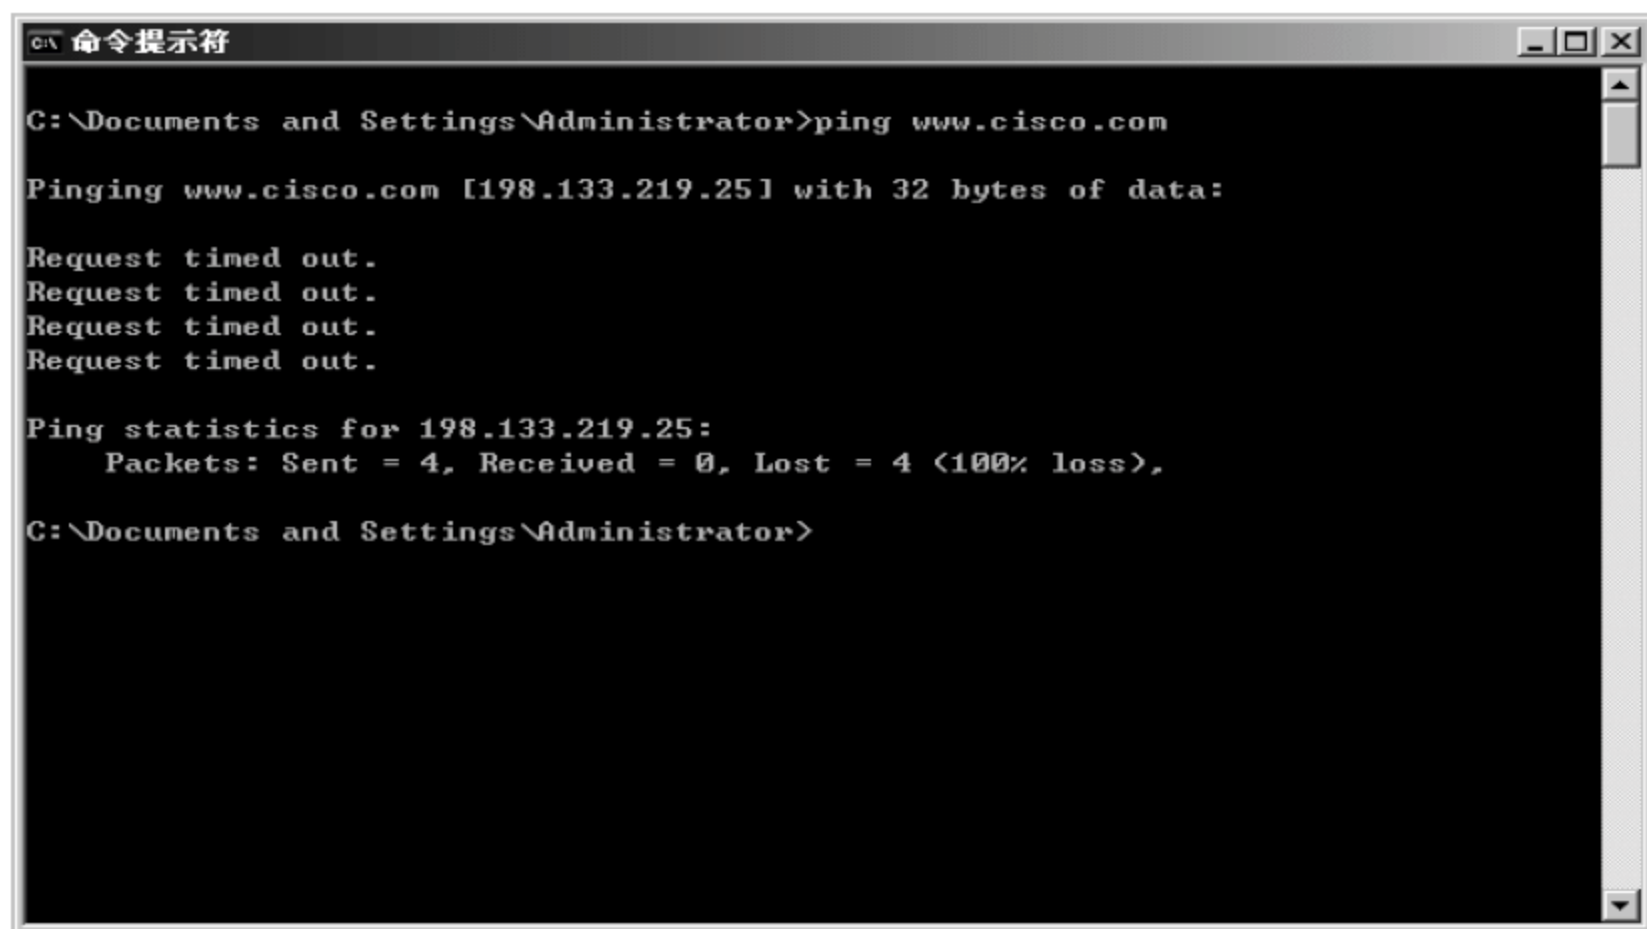 C:\ 命令提示符
C:\Documents and Settings\Administrator>ping www.cisco.com
Pinging www.cisco.com [198.133.219.25] with 32 bytes of data:
Request timed out.
Request timed out.
Request timed out.
Request timed out.
Ping statistics for 198.133.219.25:
    Packets: Sent = 4, Received = 0, Lost = 4 (100% loss),
C:\Documents and Settings\Administrator>